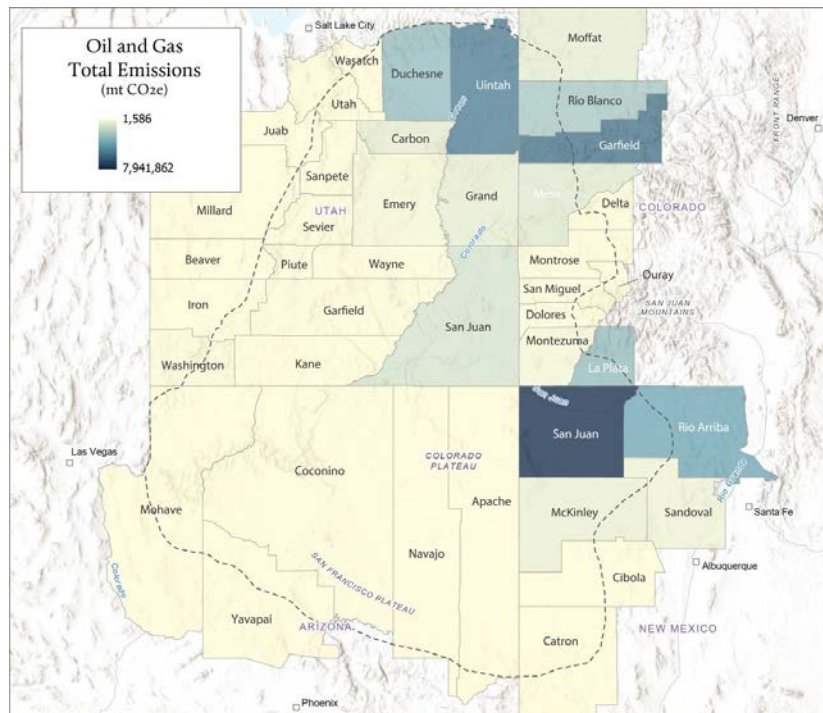 Oil and Gas
Total Emissions
(mt CO2e)
1,586
7,941,862
Salt Lake City
Moffat
Wasatch
Duchesne
Uintah
Utah
Rio Blanco
FRONT RANGE
Denver
Juab
Carbon
Garfield
Sanpete
Mesa
Millard
UTAH
Emery
Grand
Delta
COLORADO
Sevier
Colorado
Beaver
Piute
Wayne
Montrose
Ouray
San Miguel
Iron
Garfield
San Juan
SAN JUAN
MOUNTAINS
Dolores
Montezuma
Washington
Kane
La Plata
San Juan
San Juan
Rio Arriba
Las Vegas
COLORADO
PLATEAU
Coconino
Rio Grande
Mohave
Apache
McKinley
Sandoval
Santa Fe
Navajo
SAN FRANCISCO PLATEAU
Albuquerque
Cibola
Colorado
Yavapai
ARIZONA
NEW MEXICO
Catron
Phoenix